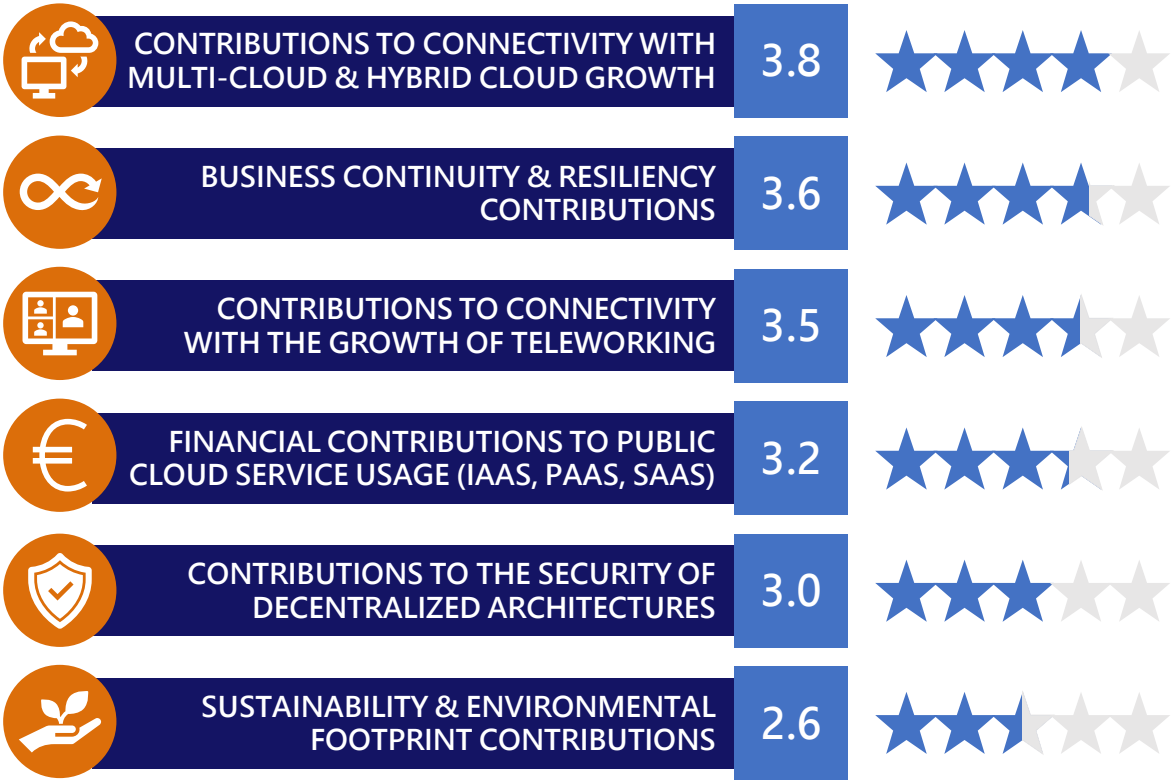 CONTRIBUTIONS TO CONNECTIVITY WITH
MULTI-CLOUD & HYBRID CLOUD GROWTH
3.8
BUSINESS CONTINUITY & RESILIENCY
CONTRIBUTIONS
3.6
CONTRIBUTIONS TO CONNECTIVITY
WITH THE GROWTH OF TELEWORKING
3.5
€
FINANCIAL CONTRIBUTIONS TO PUBLIC
CLOUD SERVICE USAGE (IAAS, PAAS, SAAS)
3.2
CONTRIBUTIONS TO THE SECURITY OF
DECENTRALIZED ARCHITECTURES
3.0
SUSTAINABILITY & ENVIRONMENTAL
FOOTPRINT CONTRIBUTIONS
2.6